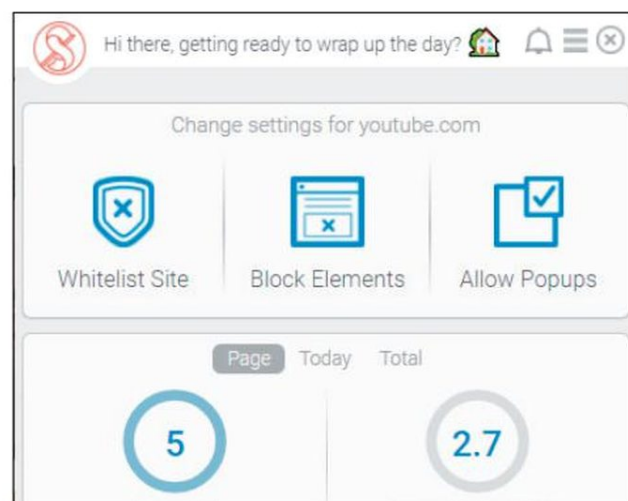 Hi there, getting ready to wrap up the day?
Change settings for youtube.com
Whitelist Site Block Elements Allow Popups
Page Today Total
5 2.7